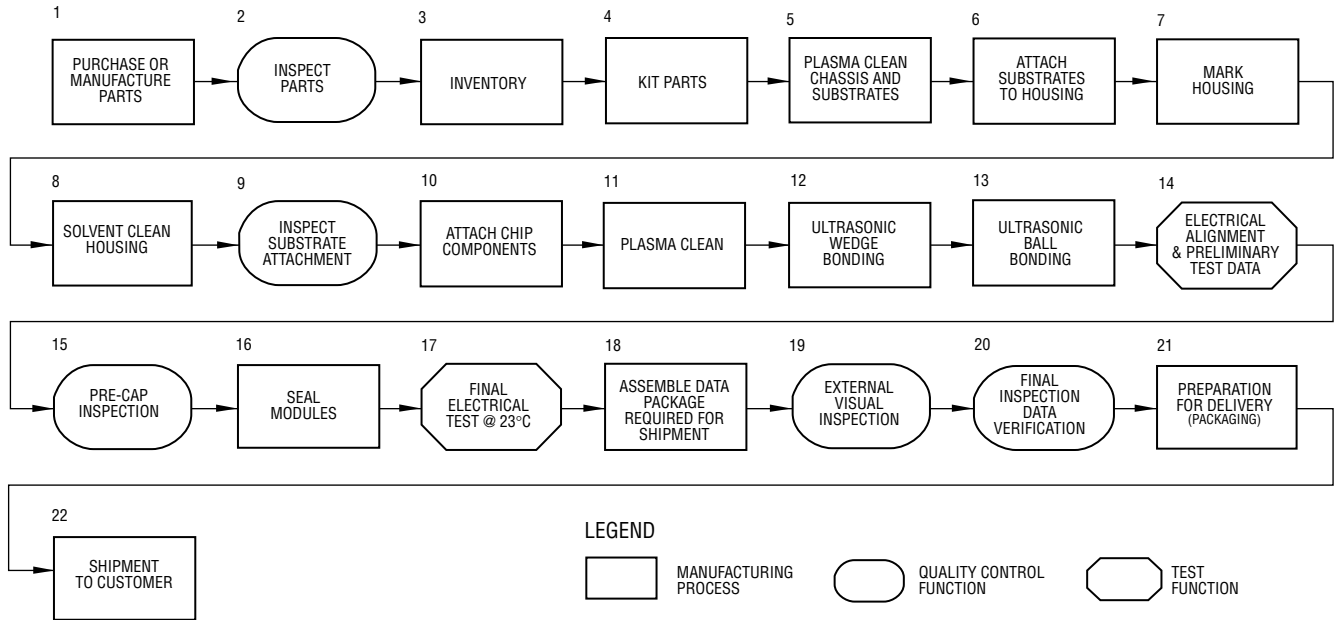 1
PURCHASE OR
MANUFACTURE
PARTS
2
INSPECT
PARTS
3
INVENTORY
4
KIT PARTS
5
PLASMA CLEAN
CHASSIS AND
SUBSTRATES
6
ATTACH
SUBSTRATES
TO HOUSING
7
MARK
HOUSING
8
SOLVENT CLEAN
HOUSING
9
INSPECT
SUBSTRATE
ATTACHMENT
10
ATTACH CHIP
COMPONENTS
11
PLASMA CLEAN
12
ULTRASONIC
WEDGE
BONDING
13
ULTRASONIC
BALL
BONDING
14
ELECTRICAL
ALIGNMENT
& PRELIMINARY
TEST DATA
15
PRE-CAP
INSPECTION
16
SEAL
MODULES
17
FINAL
ELECTRICAL
TEST @ 23°C
18
ASSEMBLE DATA
PACKAGE
REQUIRED FOR
SHIPMENT
19
EXTERNAL
VISUAL
INSPECTION
20
FINAL
INSPECTION
DATA
VERIFICATION
21
PREPARATION
FOR DELIVERY
(PACKAGING)
22
SHIPMENT
TO CUSTOMER
LEGEND
MANUFACTURING
PROCESS
QUALITY CONTROL
FUNCTION
TEST
FUNCTION